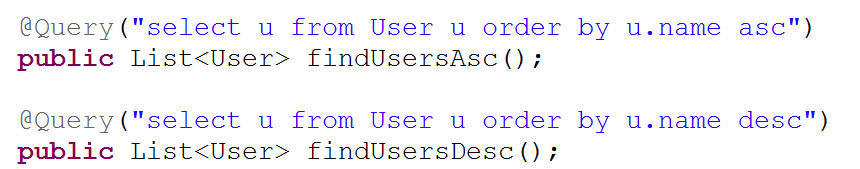 @Query("select u from User u order by u.name asc")
public List<User> findUsersAsc();
@Query("select u from User u order by u.name desc")
public List<User> findUsersDesc();